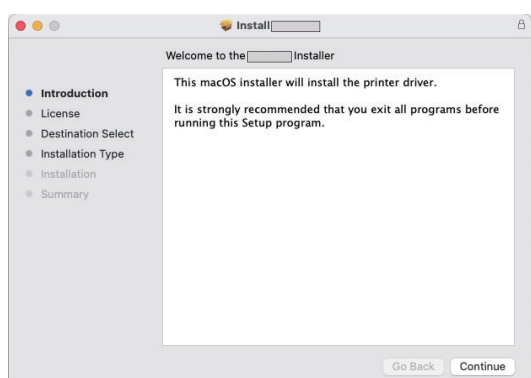 Install
Welcome to the Installer
Introduction
License
Destination Select
Installation Type
Installation
Summary
This macOS installer will install the printer driver.
It is strongly recommended that you exit all programs before
running this Setup program.
Go Back
Continue